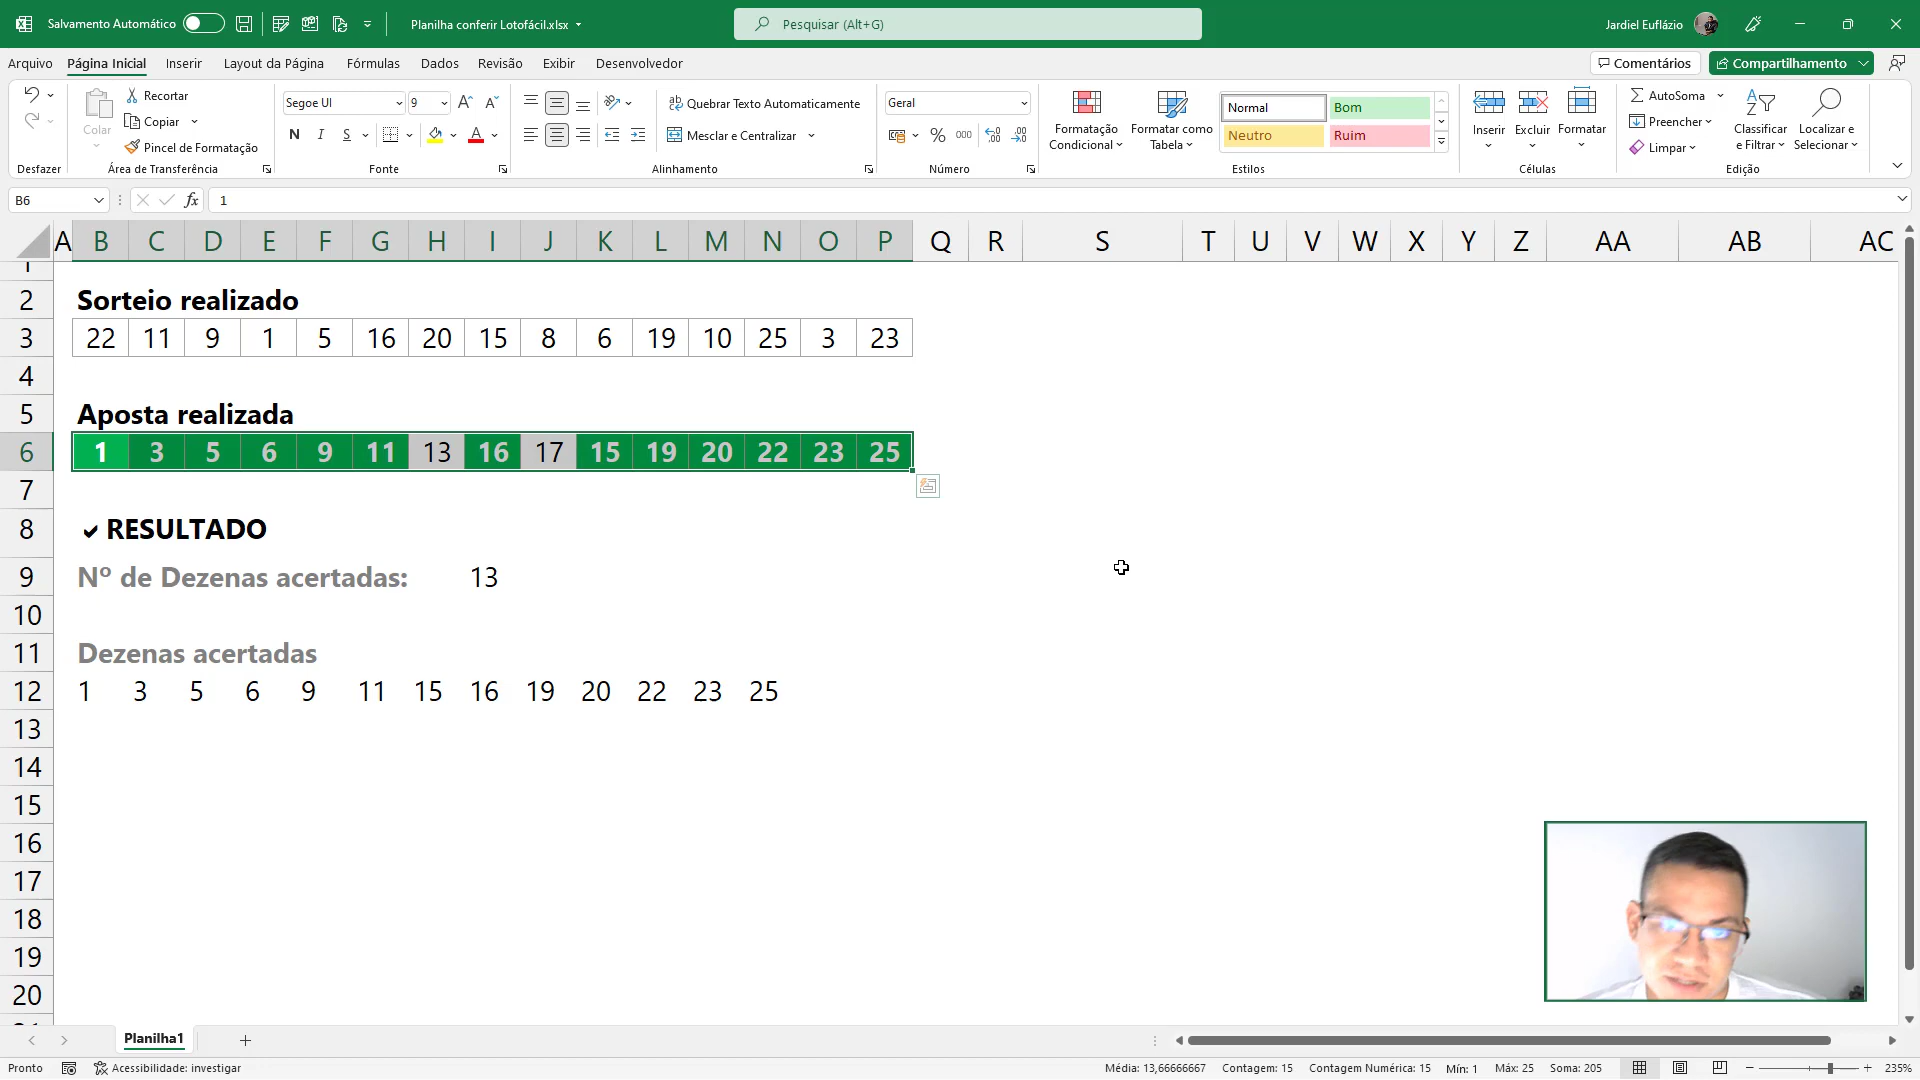 Salvamento Automático
Planilha conferir Lotofácil.xlsx
Pesquisar (Alt+G)
Jardiel Euflázio
Arquivo Página Inicial Inserir Layout da Página Fórmulas Dados Revisão Exibir Desenvolvedor
Comentários Compartilhamento
Colar
Recortar
Copiar
Pincel de Formatação
Segoe UI 9
N I S
Quebrar Texto Automaticamente
Mesclar e Centralizar
Geral
% 000
Formatação Condicional
Formatar como Tabela
Normal Bom
Neutro Ruim
Inserir Excluir Formatar
AutoSoma
Preencher
Limpar
Classificar e Filtrar
Localizar e Selecionar
Desfazer Área de Transferência Fonte Alinhamento Número Estilos Células Edição
B6 fx 1
A B C D E F G H I J K L M N O P Q R S T U V W X Y Z AA AB AC
1
2 Sorteio realizado
3 22 11 9 1 5 16 20 15 8 6 19 10 25 3 23
4
5 Aposta realizada
6 1 3 5 6 9 11 13 16 17 15 19 20 22 23 25
7
8 RESULTADO
9 Nº de Dezenas acertadas: 13
10
11 Dezenas acertadas
12 1 3 5 6 9 11 15 16 19 20 22 23 25
13
14
15
16
17
18
19
20
Planilha1
Pronto Acessibilidade: investigar Média: 13,66666667 Contagem: 15 Contagem Numérica: 15 Mín: 1 Máx: 25 Soma: 205 235%